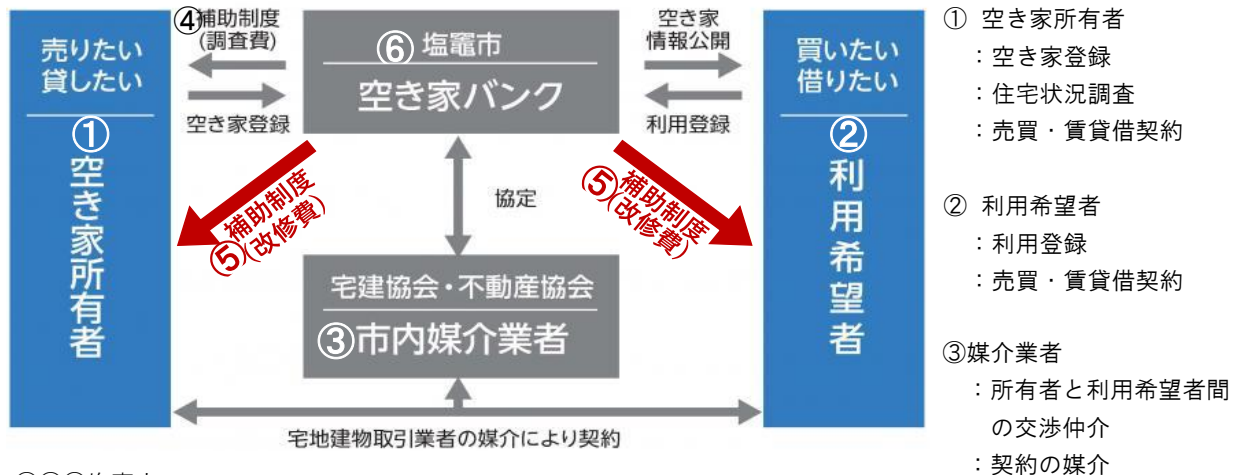 売りたい
貸したい
①
空き家所有者
④補助制度
(調査費)
空き家登録
⑥ 塩竈市
空き家バンク
空き家
情報公開
利用登録
買いたい
借りたい
②
利用希望者
補助制度
⑤(改修費)
協定
⑤補助制度
(改修費)
宅建協会・不動産協会
③市内媒介業者
宅地建物取引業者の媒介により契約
① 空き家所有者
：空き家登録
：住宅状況調査
：売買・賃貸借契約
② 利用希望者
：利用登録
：売買・賃貸借契約
③媒介業者
：所有者と利用希望者間
の交渉仲介
：契約の媒介